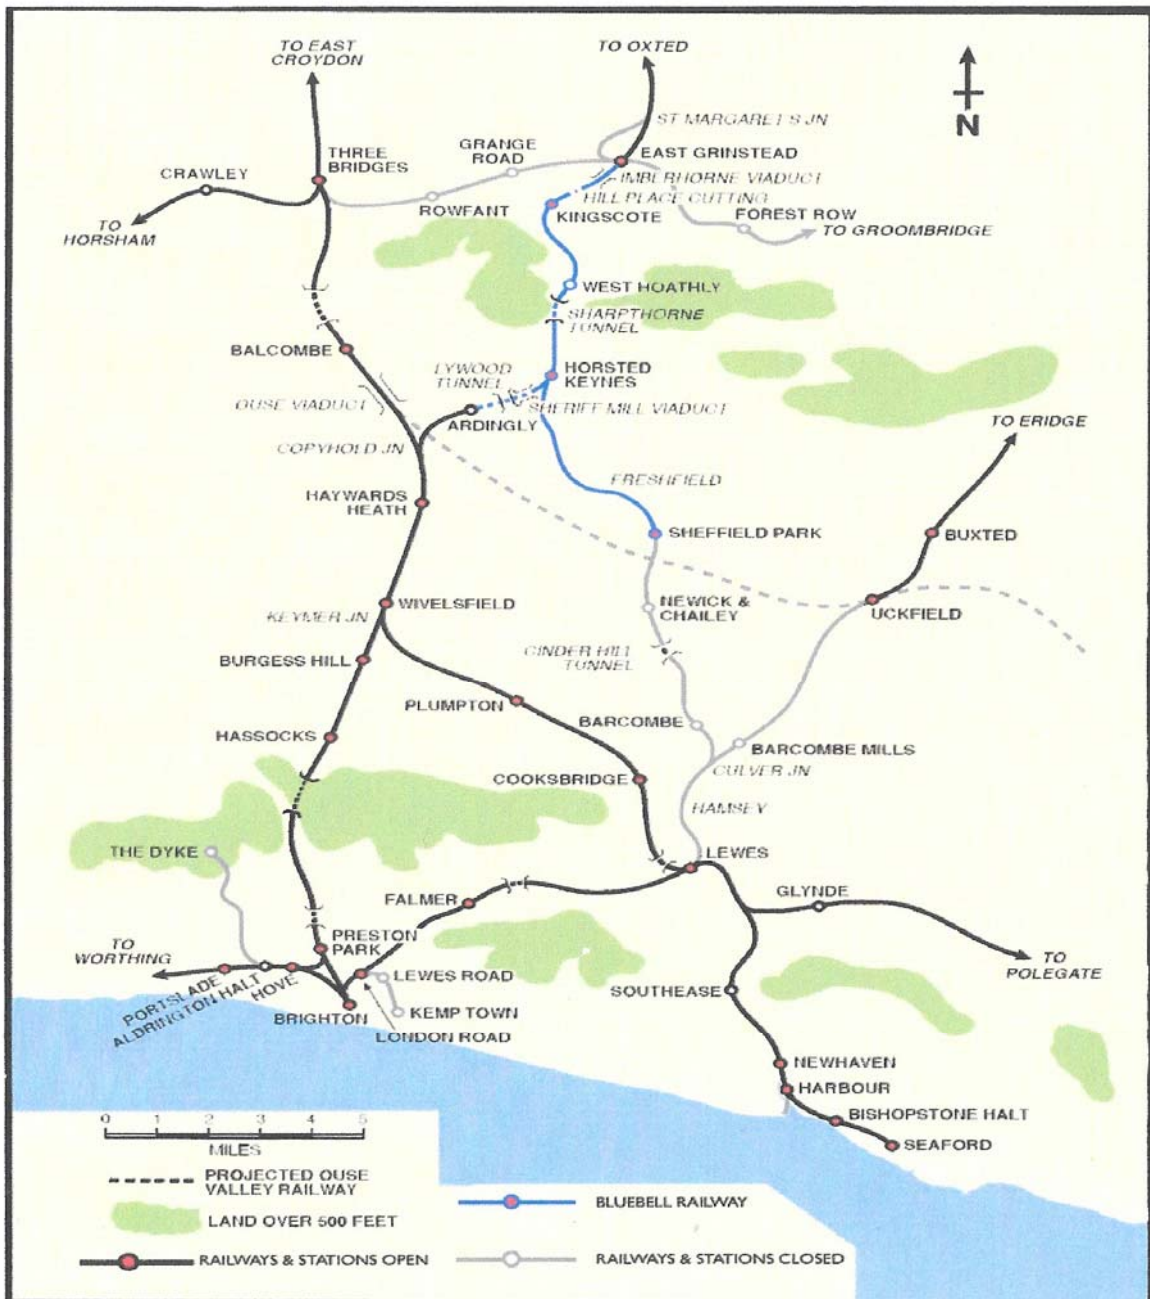 TO EAST
CROYDON
TO OXTED
N
ST MARGARETS JN
GRANGE
ROAD
THREE
BRIDGES
EAST GRINSTEAD
CRAWLEY
IMBERHORNE VIADUCT
HILL PLACE CUTTING
ROWFANT
KINGSCOTE
FOREST ROW
TO
HORSHAM
TO GROOMBRIDGE
WEST HOATHLY
SHARPTHORNE
TUNNEL
BALCOMBE
LYWOOD
TUNNEL
HORSTED
KEYNES
OUSE VIADUCT
SHERIFF MILL VIADUCT
ARDINGLY
TO ERIDGE
COPYHOLD JN
FRESHFIELD
HAYWARDS
HEATH
SHEFFIELD PARK
BUXTED
WIVELSFIELD
KEYMER JN
NEWICK &
CHAILEY
UCKFIELD
CINDER HILL
TUNNEL
BURGESS HILL
PLUMPTON
BARCOMBE
HASSOCKS
BARCOMBE MILLS
CULVER JN
COOKSBRIDGE
HAMSEY
THE DYKE
LEWES
GLYNDE
FALMER
PRESTON
PARK
TO
WORTHING
TO
POLEGATE
LEWES ROAD
PORTSLADE
ALDRINGTON HALT
HOVE
SOUTHEASE
BRIGHTON
KEMP TOWN
LONDON ROAD
NEWHAVEN
HARBOUR
BISHOPSTONE HALT
SEAFORD
0 1 2 3 4 5
MILES
PROJECTED OUSE
VALLEY RAILWAY
BLUEBELL RAILWAY
LAND OVER 500 FEET
RAILWAYS & STATIONS OPEN
RAILWAYS & STATIONS CLOSED